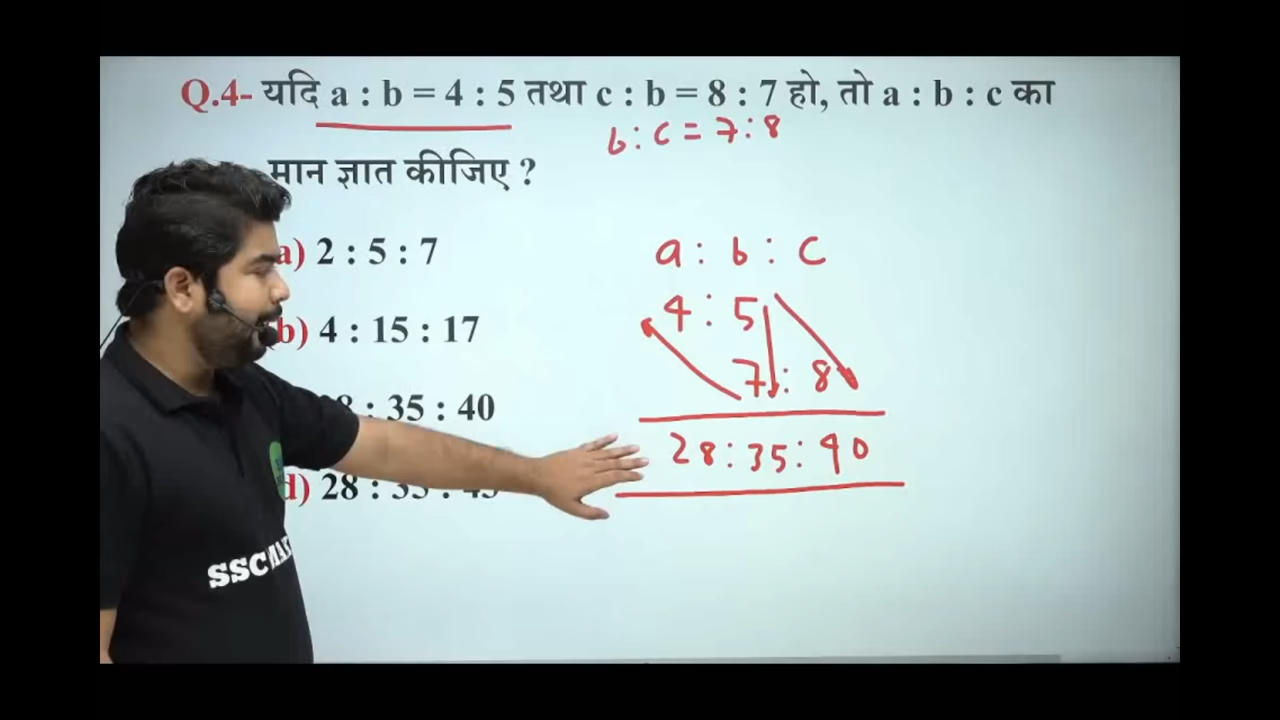 Q.4- यदि a : b = 4 : 5 तथा c : b = 8 : 7 हो, तो a : b : c का
b : c = 7 : 8
मान ज्ञात कीजिए ?
a) 2 : 5 : 7
a : b : c
4 : 5
b) 4 : 15 : 17
7 : 8
: 35 : 40
28 : 35 : 40
d) 28 : 35 :
SSC